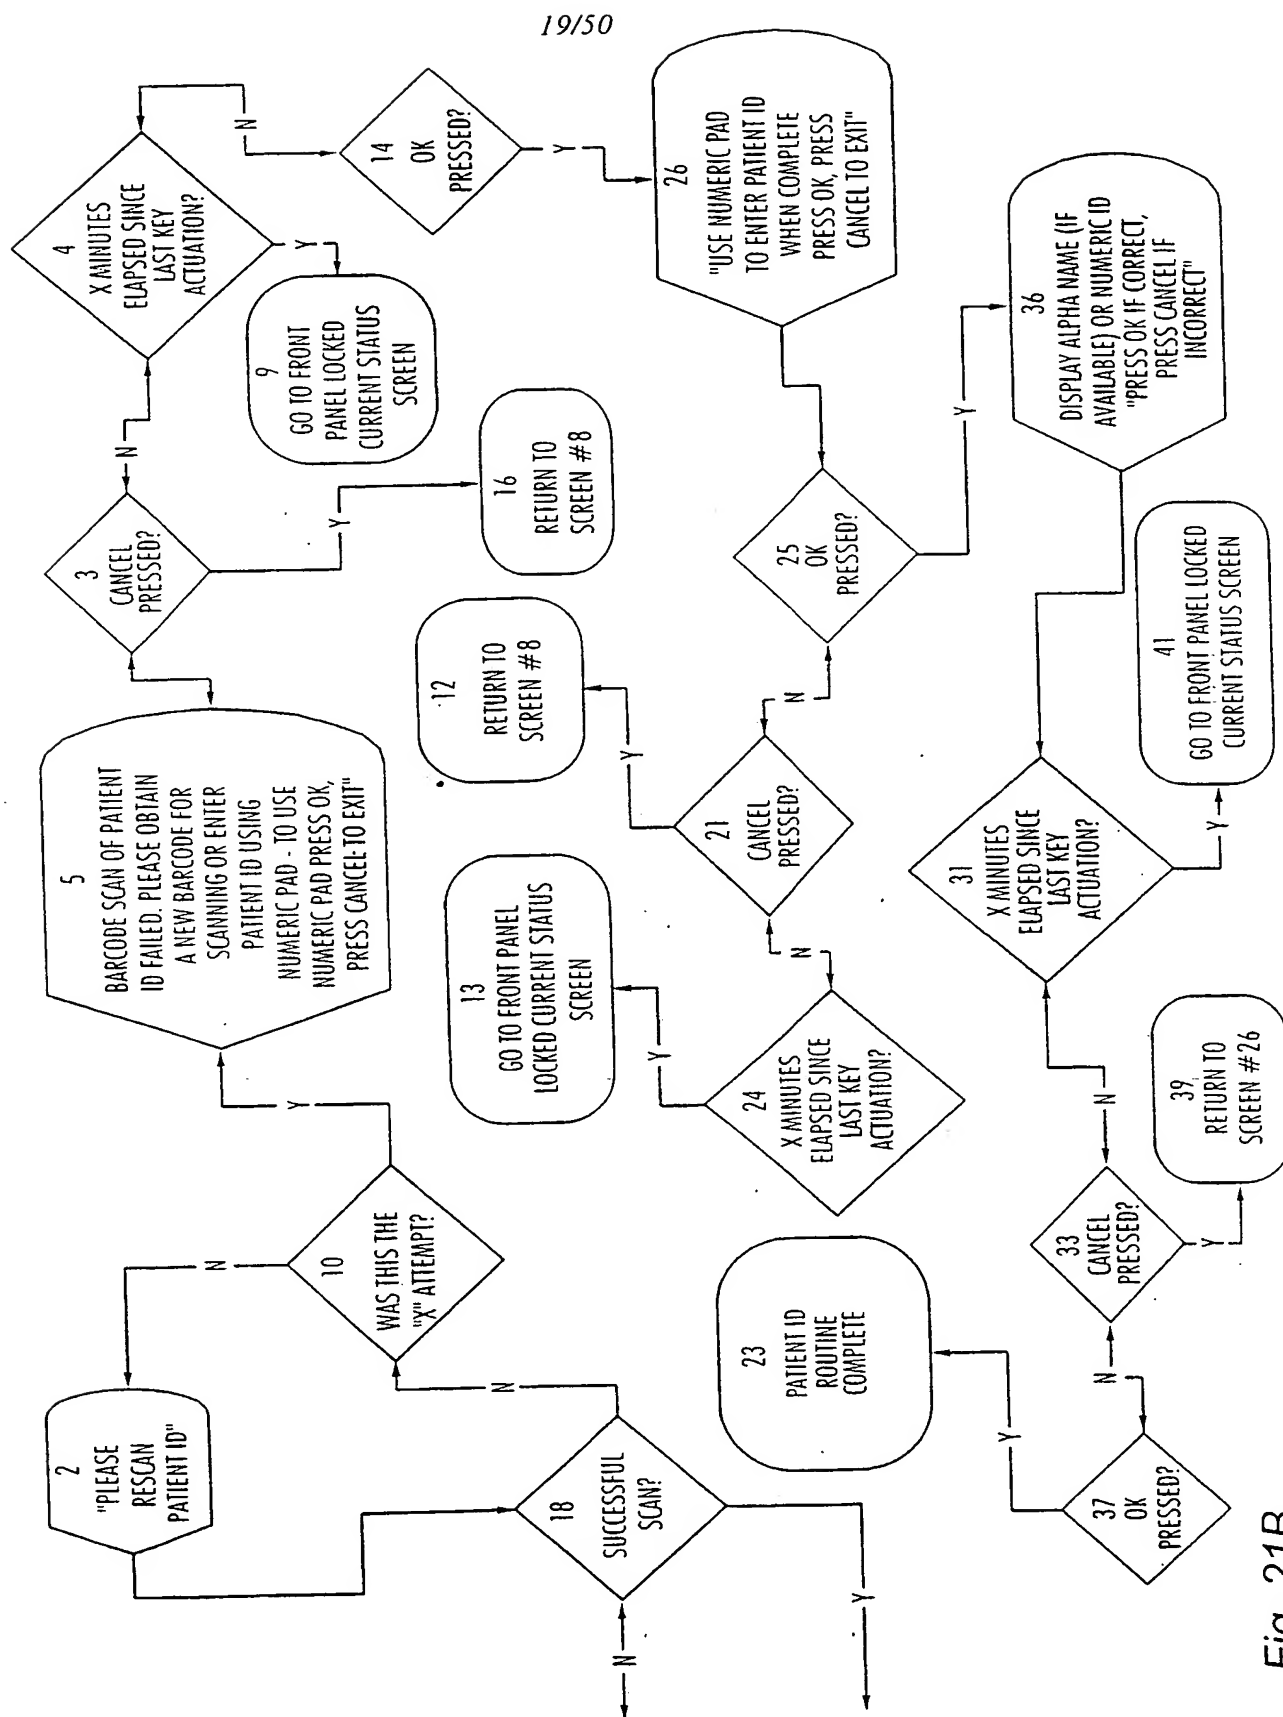 19/50
2
"PLEASE
RESCAN
PATIENT ID"
N
10
WAS THIS THE
"X" ATTEMPT?
Y
5
BARCODE SCAN OF PATIENT
ID FAILED. PLEASE OBTAIN
A NEW BARCODE FOR
SCANNING OR ENTER
PATIENT ID USING
NUMERIC PAD - TO USE
NUMERIC PAD PRESS OK,
PRESS CANCEL TO EXIT"
3
CANCEL
PRESSED?
N
Y
4
X MINUTES
ELAPSED SINCE
LAST KEY
ACTUATION?
Y
N
9
GO TO FRONT
PANEL LOCKED
CURRENT STATUS
SCREEN
16
RETURN TO
SCREEN #8
14
OK
PRESSED?
Y
26
"USE NUMERIC PAD
TO ENTER PATIENT ID
WHEN COMPLETE
PRESS OK, PRESS
CANCEL TO EXIT"
18
SUCCESSFUL
SCAN?
N
N
Y
13
GO TO FRONT PANEL
LOCKED CURRENT STATUS
SCREEN
Y
12
RETURN TO
SCREEN #8
Y
24
X MINUTES
ELAPSED SINCE
LAST KEY
ACTUATION?
N
21
CANCEL
PRESSED?
N
25
OK
PRESSED?
Y
23
PATIENT ID
ROUTINE
COMPLETE
Y
36
DISPLAY ALPHA NAME (IF
AVAILABLE) OR NUMERIC ID
"PRESS OK IF CORRECT,
PRESS CANCEL IF
INCORRECT"
31
X MINUTES
ELAPSED SINCE
LAST KEY
ACTUATION?
Y
N
41
GO TO FRONT PANEL LOCKED
CURRENT STATUS SCREEN
33
CANCEL
PRESSED?
Y
N
39
RETURN TO
SCREEN #26
37
OK
PRESSED?
Fig. 21B